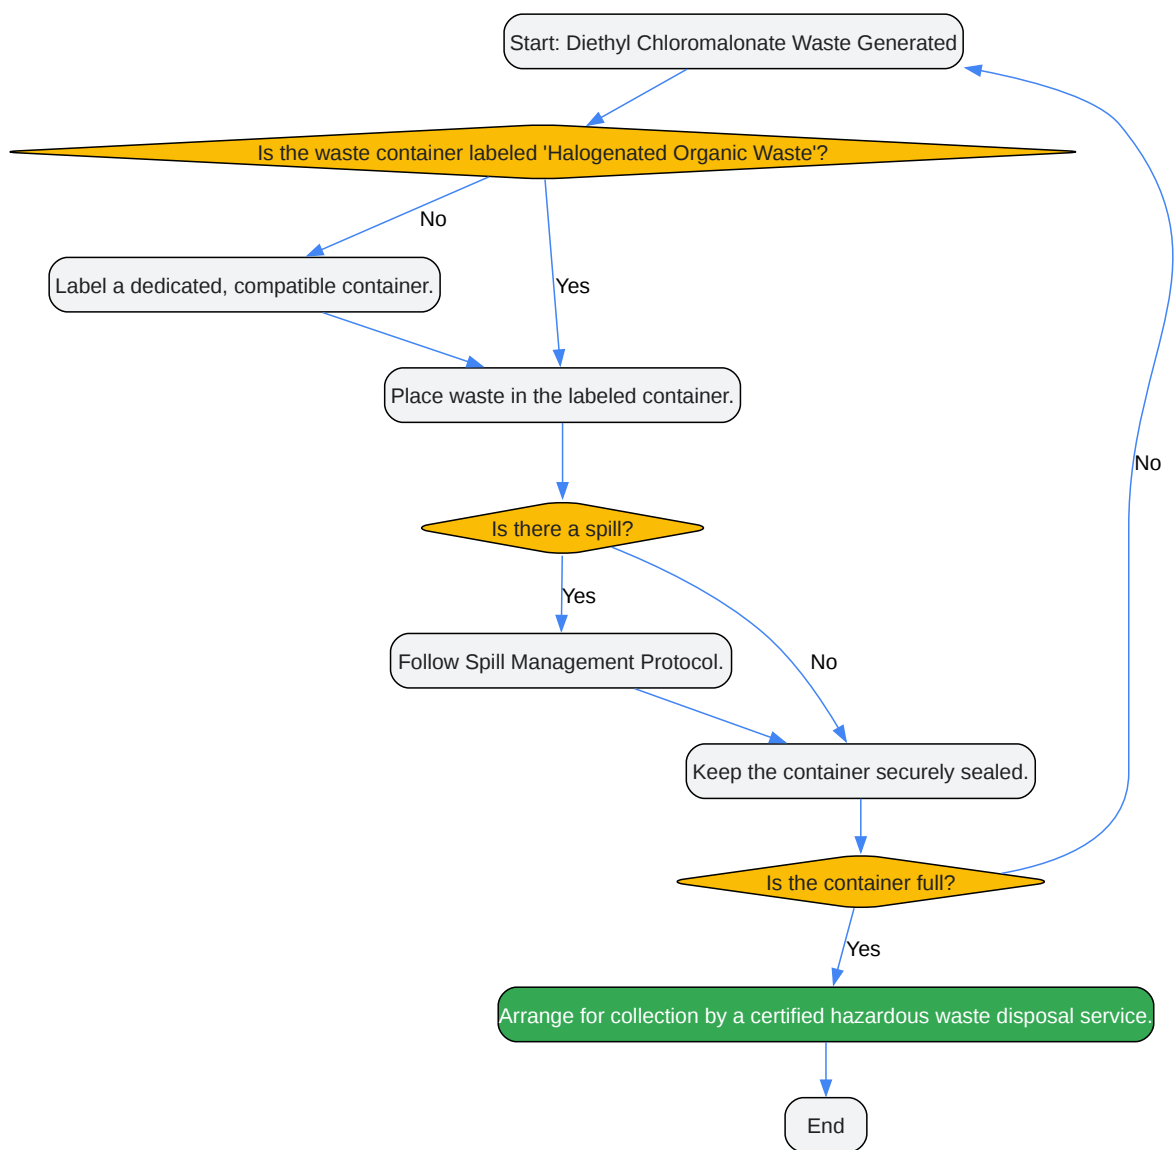 Start: Diethyl Chloromalonate Waste Generated
Is the waste container labeled 'Halogenated Organic Waste'?
No
Label a dedicated, compatible container.
Yes
Place waste in the labeled container.
No
Is there a spill?
Yes
Follow Spill Management Protocol.
No
Keep the container securely sealed.
Is the container full?
Yes
Arrange for collection by a certified hazardous waste disposal service.
End